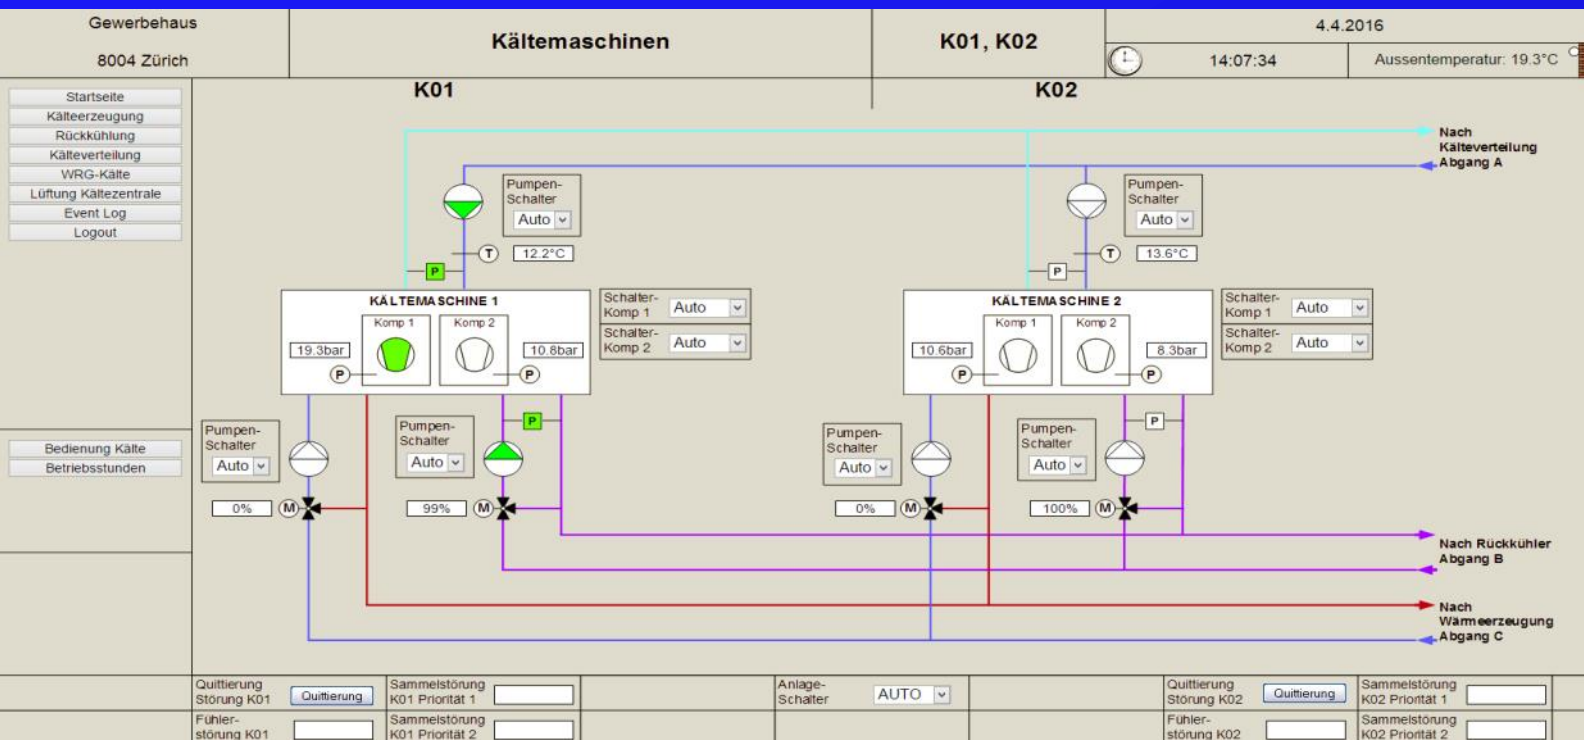 Gewerbehaus
8004 Zürich
Kältemaschinen
K01, K02
4.4.2016
14:07:34
Aussentemperatur: 19.3°C
Startseite
Kälteerzeugung
Rückkühlung
Kälteverteilung
WRG-Kälte
Lüftung Kältezentrale
Event Log
Logout
Bedienung Kälte
Betriebsstunden
K01
K02
Nach
Kälteverteilung
Abgang A
Pumpen-
Schalter
Auto
T
12.2°C
P
Pumpen-
Schalter
Auto
T
13.6°C
P
KÄLTEMASCHINE 1
Komp 1
Komp 2
19.3bar
10.8bar
P
P
Schalter-
Komp 1
Auto
Schalter-
Komp 2
Auto
KÄLTEMASCHINE 2
Komp 1
Komp 2
10.6bar
8.3bar
P
P
Schalter-
Komp 1
Auto
Schalter-
Komp 2
Auto
Pumpen-
Schalter
Auto
0%
M
Pumpen-
Schalter
Auto
P
99%
M
Pumpen-
Schalter
Auto
0%
M
Pumpen-
Schalter
Auto
P
100%
M
Nach Rückkühler
Abgang B
Nach
Wärmeerzeugung
Abgang C
Quittierung
Störung K01
Quittierung
Sammelstörung
K01 Priorität 1
Anlage-
Schalter
AUTO
Quittierung
Störung K02
Quittierung
Sammelstörung
K02 Priorität 1
Fühler-
störung K01
Sammelstörung
K01 Priorität 2
Fühler-
störung K02
Sammelstörung
K02 Priorität 2